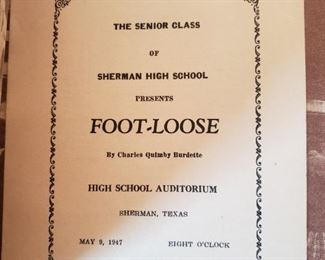 THE SENIOR CLASS
OF
SHERMAN HIGH SCHOOL
PRESENTS
FOOT-LOOSE
By Charles Quimby Burdette
HIGH SCHOOL AUDITORIUM
SHERMAN, TEXAS
MAY 9, 1947 EIGHT O'CLOCK